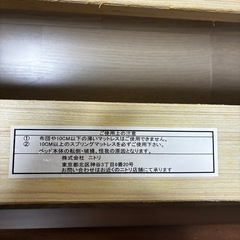 ご使用上の注意
① 布団や10CM以下の薄いマットレスはご使用できません。
② 10CM以上のスプリングマットレスを必ずご使用下さい。
ベッド本体の転倒・破損、怪我の原因となります。
株式会社 ニトリ
東京都北区神谷3丁目6番20号
お問い合わせはお近くのニトリ店舗にて承ります